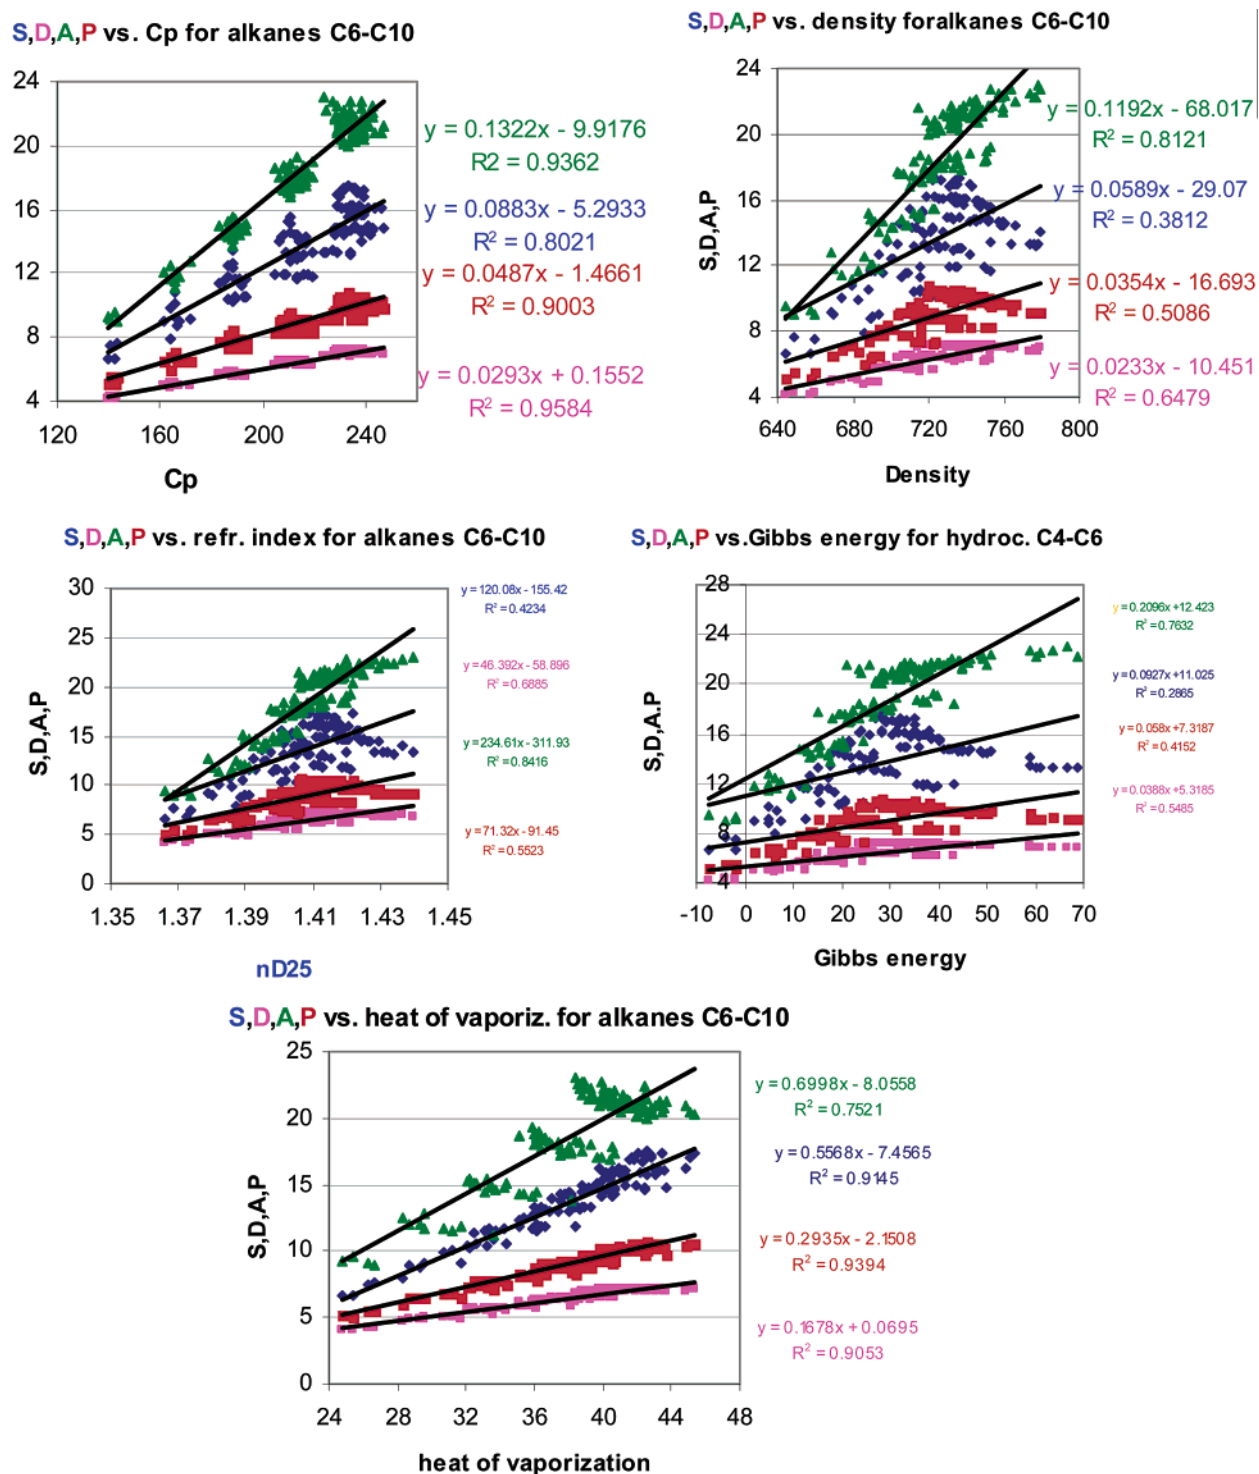 S,D,A,P vs. Cp for alkanes C6-C10
24
20
16
12
8
4
120 160 200 240
Cp
y = 0.1322x - 9.9176
R2 = 0.9362
y = 0.0883x - 5.2933
R² = 0.8021
y = 0.0487x - 1.4661
R² = 0.9003
y = 0.0293x + 0.1552
R² = 0.9584
S,D,A,P vs. density foralkanes C6-C10
S,D,A,P
24
20
16
12
8
4
640 680 720 760 800
Density
y = 0.1192x - 68.017
R² = 0.8121
y = 0.0589x - 29.07
R² = 0.3812
y = 0.0354x - 16.693
R² = 0.5086
y = 0.0233x - 10.451
R² = 0.6479
S,D,A,P vs. refr. index for alkanes C6-C10
S,D,A,P
30
25
20
15
10
5
0
1.35 1.37 1.39 1.41 1.43 1.45
nD25
y = 120.08x - 155.42
R² = 0.4234
y = 46.392x - 58.896
R² = 0.6885
y = 234.61x - 311.93
R² = 0.8416
y = 71.32x - 91.45
R² = 0.5523
S,D,A,P vs.Gibbs energy for hydroc. C4-C6
S,D,A.P
28
24
20
16
12
8
4
-10 0 10 20 30 40 50 60 70
Gibbs energy
y = 0.2096x +12.423
R² = 0.7632
y = 0.0927x +11.025
R² = 0.2865
y = 0.058x +7.3187
R² = 0.4152
y = 0.0388x + 5.3185
R² = 0.5485
S,D,A,P vs. heat of vaporiz. for alkanes C6-C10
S,D,A,P
25
20
15
10
5
0
24 28 32 36 40 44 48
heat of vaporization
y = 0.6998x - 8.0558
R² = 0.7521
y = 0.5568x - 7.4565
R² = 0.9145
y = 0.2935x - 2.1508
R² = 0.9394
y = 0.1678x + 0.0695
R² = 0.9053